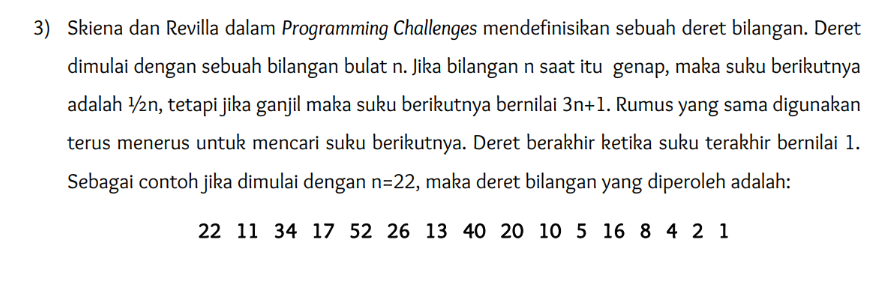 3) Skiena dan Revilla dalam Programming Challenges mendefinisikan sebuah deret bilangan. Deret
dimulai dengan sebuah bilangan bulat n. Jika bilangan n saat itu genap, maka suku berikutnya
adalah ½n, tetapi jika ganjil maka suku berikutnya bernilai 3n+1. Rumus yang sama digunakan
terus menerus untuk mencari suku berikutnya. Deret berakhir ketika suku terakhir bernilai 1.
Sebagai contoh jika dimulai dengan n=22, maka deret bilangan yang diperoleh adalah:
22 11 34 17 52 26 13 40 20 10 5 16 8 4 2 1